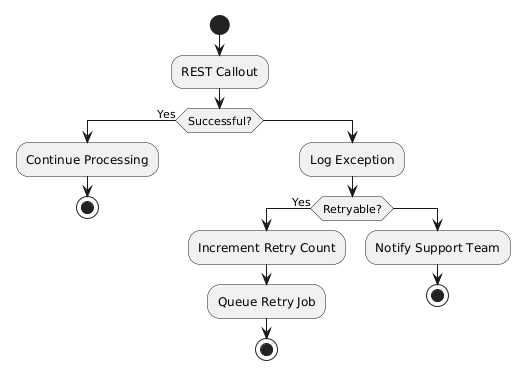 REST Callout
Yes
Successful?
Continue Processing
Log Exception
Yes
Retryable?
Increment Retry Count
Notify Support Team
Queue Retry Job